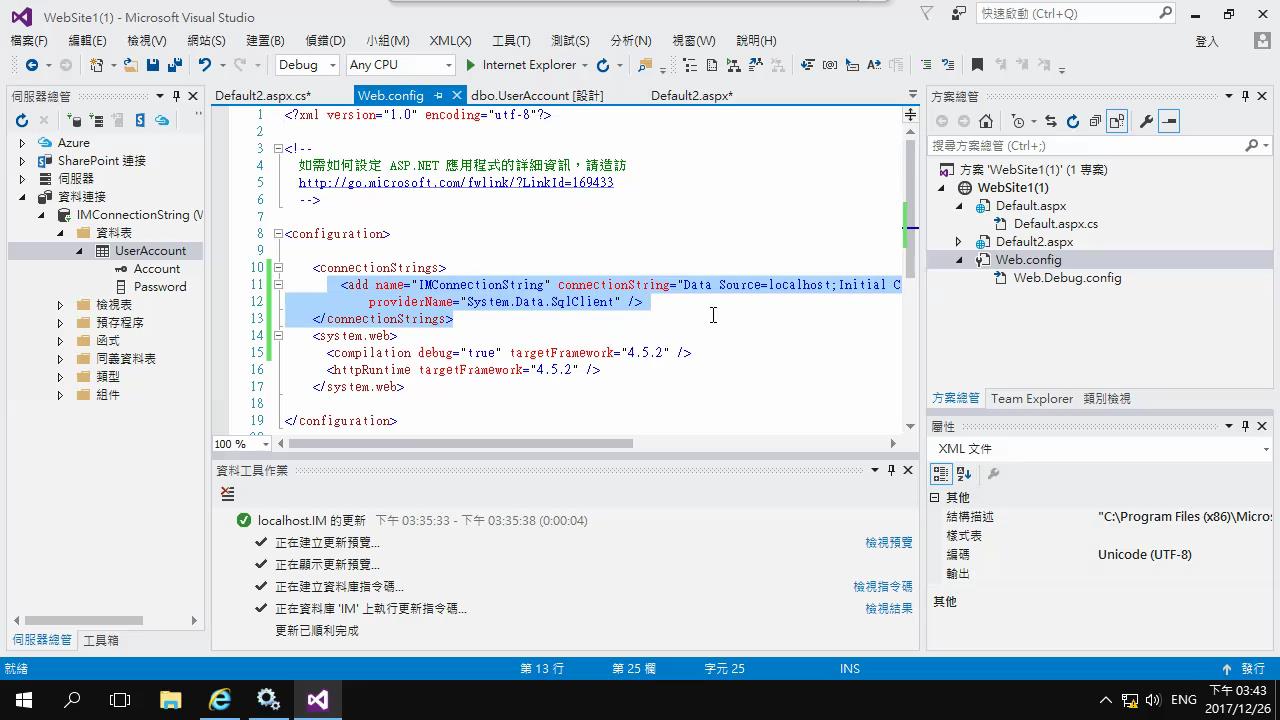 WebSite1(1) - Microsoft Visual Studio
快速啟動 (Ctrl+Q)
檔案(F) 編輯(E) 檢視(V) 網站(S) 建置(B) 偵錯(D) 小組(M) XML(X) 工具(T) 測試(S) 分析(N) 視窗(W) 說明(H)
登入
Debug Any CPU Internet Explorer
伺服器總管
Azure
SharePoint 連接
伺服器
資料連接
IMConnectionString (W
資料表
UserAccount
Account
Password
檢視表
預存程序
函式
同義資料表
類型
組件
伺服器總管 工具箱
Default2.aspx.cs* Web.config dbo.UserAccount [設計] Default2.aspx*
1 <?xml version="1.0" encoding="utf-8"?>
2
3 <!--
4 如需如何設定 ASP.NET 應用程式的詳細資訊，請造訪
5 http://go.microsoft.com/fwlink/?LinkId=169433
6 -->
7
8 <configuration>
9
10 <connectionStrings>
11 <add name="IMConnectionString" connectionString="Data Source=localhost;Initial C
12 providerName="System.Data.SqlClient" />
13 </connectionStrings>
14 <system.web>
15 <compilation debug="true" targetFramework="4.5.2" />
16 <httpRuntime targetFramework="4.5.2" />
17 </system.web>
18
19 </configuration>
100 %
資料工具作業
localhost.IM 的更新 下午 03:35:33 - 下午 03:35:38 (0:00:04)
正在建立更新預覽... 檢視預覽
正在顯示更新預覽...
正在建立資料庫指令碼... 檢視指令碼
正在資料庫 'IM' 上執行更新指令碼... 檢視結果
更新已順利完成
方案總管
搜尋方案總管 (Ctrl+;)
方案 'WebSite1(1)' (1 專案)
WebSite1(1)
Default.aspx
Default.aspx.cs
Default2.aspx
Web.config
Web.Debug.config
方案總管 Team Explorer 類別檢視
屬性
XML 文件
其他
結構描述 "C:\Program Files (x86)\Micros
樣式表
編碼 Unicode (UTF-8)
輸出
其他
就緒 第 13 行 第 25 欄 字元 25 INS 發行
ENG
下午 03:43
2017/12/26